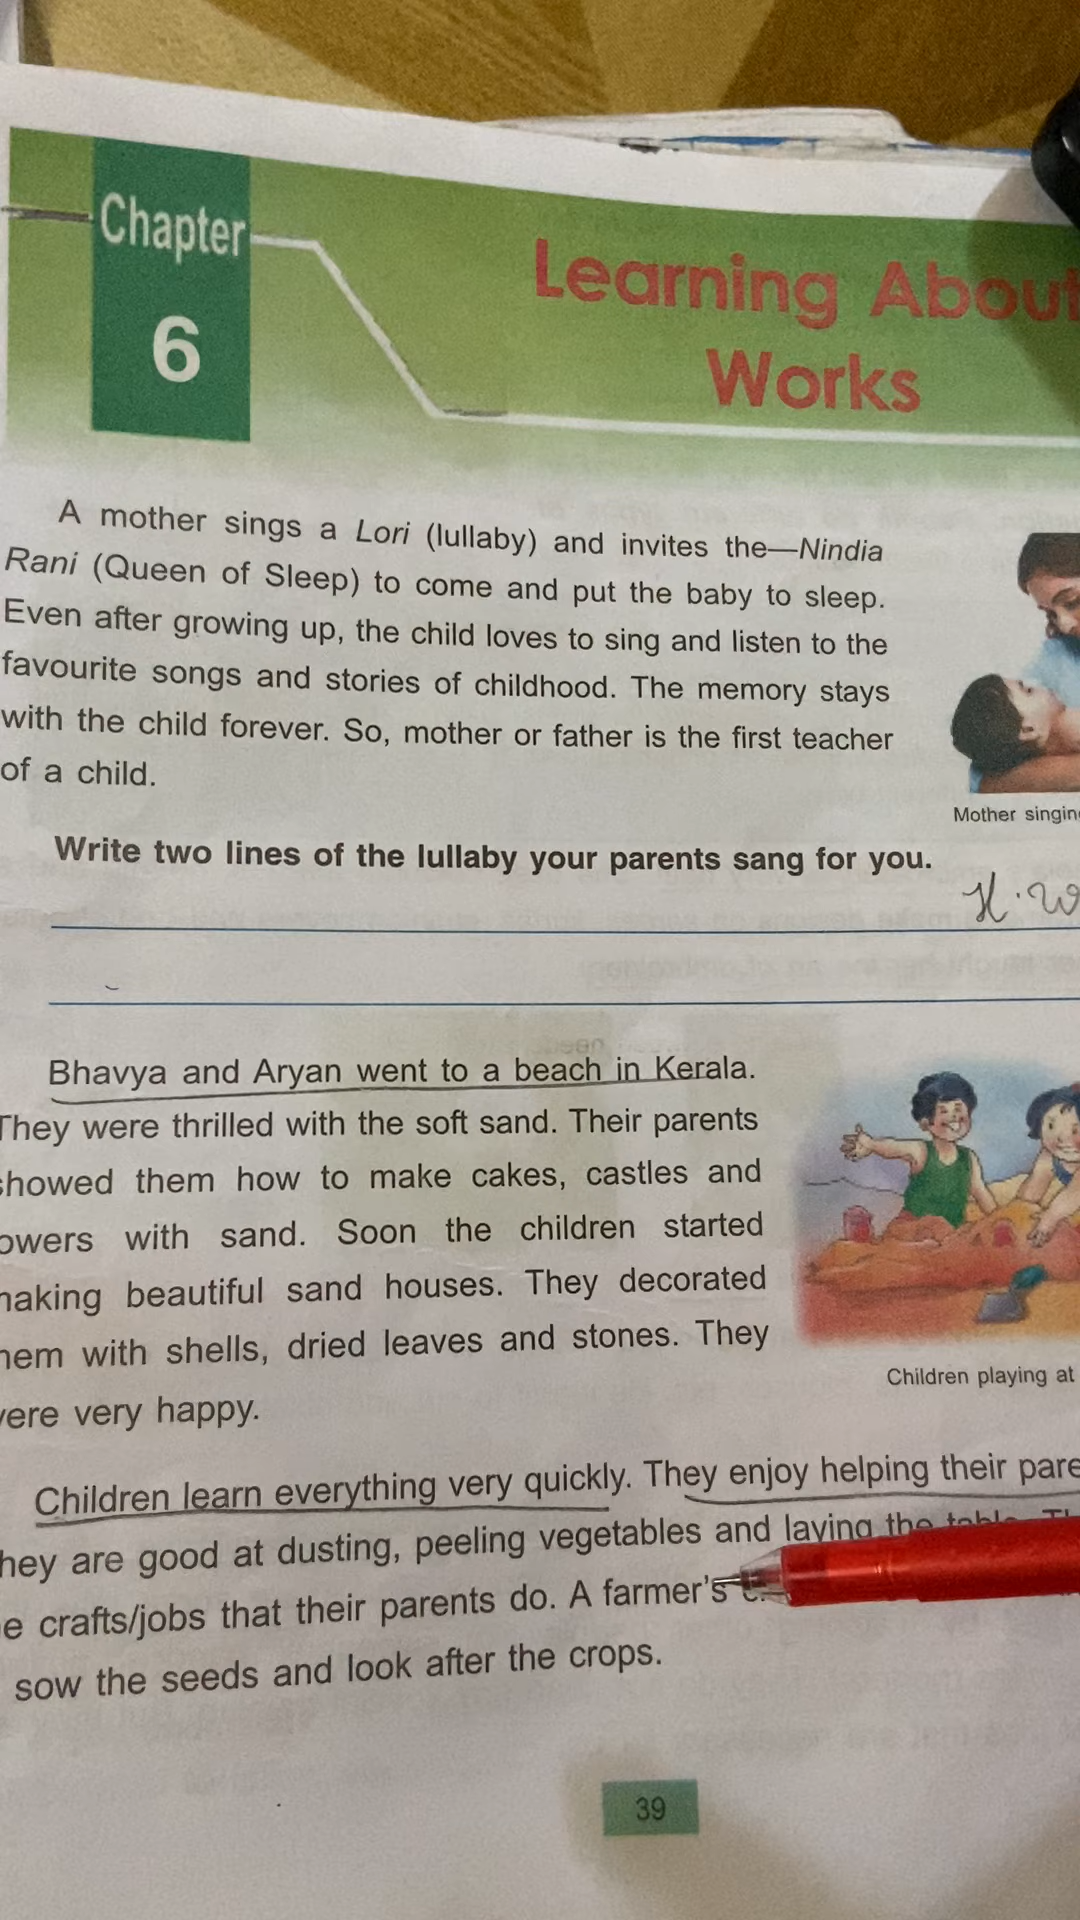 Chapter
6
Learning About
Works
A mother sings a Lori (lullaby) and invites the—Nindia
Rani (Queen of Sleep) to come and put the baby to sleep.
Even after growing up, the child loves to sing and listen to the
favourite songs and stories of childhood. The memory stays
with the child forever. So, mother or father is the first teacher
of a child.
Mother singing
Write two lines of the lullaby your parents sang for you.
H.W
Bhavya and Aryan went to a beach in Kerala.
They were thrilled with the soft sand. Their parents
showed them how to make cakes, castles and
owers with sand. Soon the children started
making beautiful sand houses. They decorated
hem with shells, dried leaves and stones. They
were very happy.
Children playing at
Children learn everything very quickly. They enjoy helping their pare
hey are good at dusting, peeling vegetables and laying the table.
e crafts/jobs that their parents do. A farmer's
sow the seeds and look after the crops.
39